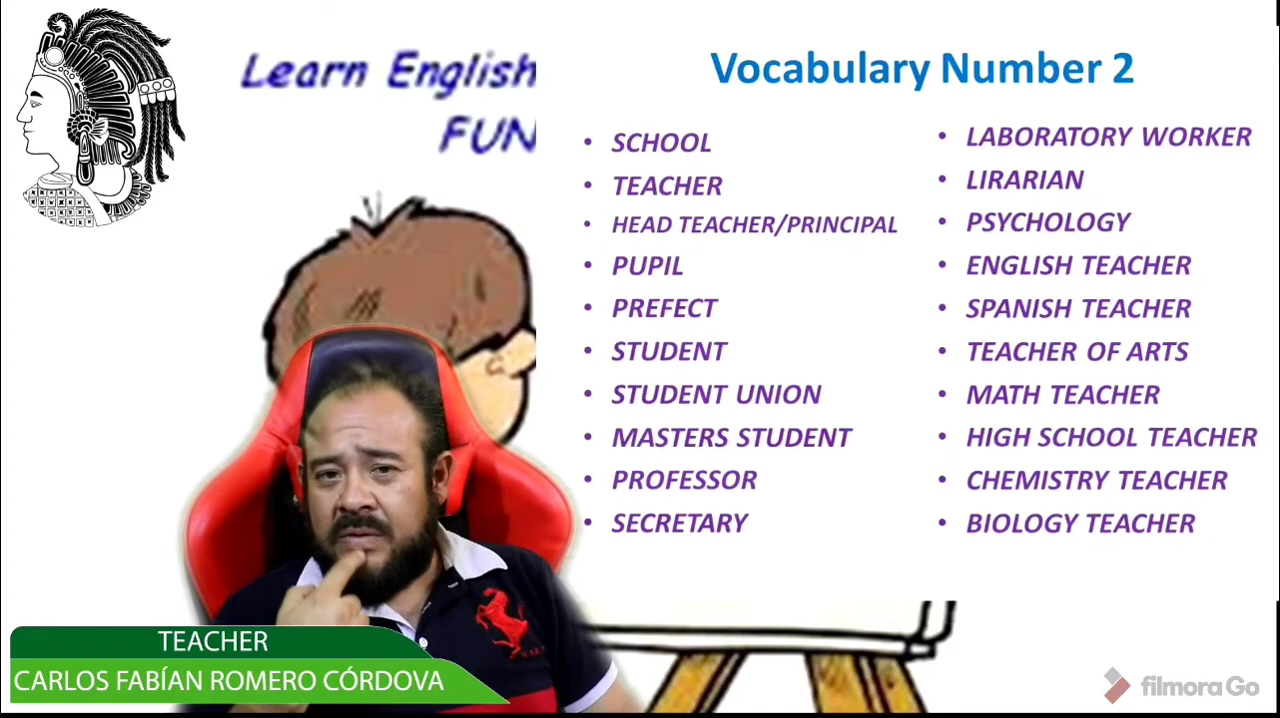 Learn English
FUN
Vocabulary Number 2
• SCHOOL
• TEACHER
• HEAD TEACHER/PRINCIPAL
• PUPIL
• PREFECT
• STUDENT
• STUDENT UNION
• MASTERS STUDENT
• PROFESSOR
• SECRETARY
• LABORATORY WORKER
• LIRARIAN
• PSYCHOLOGY
• ENGLISH TEACHER
• SPANISH TEACHER
• TEACHER OF ARTS
• MATH TEACHER
• HIGH SCHOOL TEACHER
• CHEMISTRY TEACHER
• BIOLOGY TEACHER
TEACHER
CARLOS FABÍAN ROMERO CÓRDOVA
filmoraGo